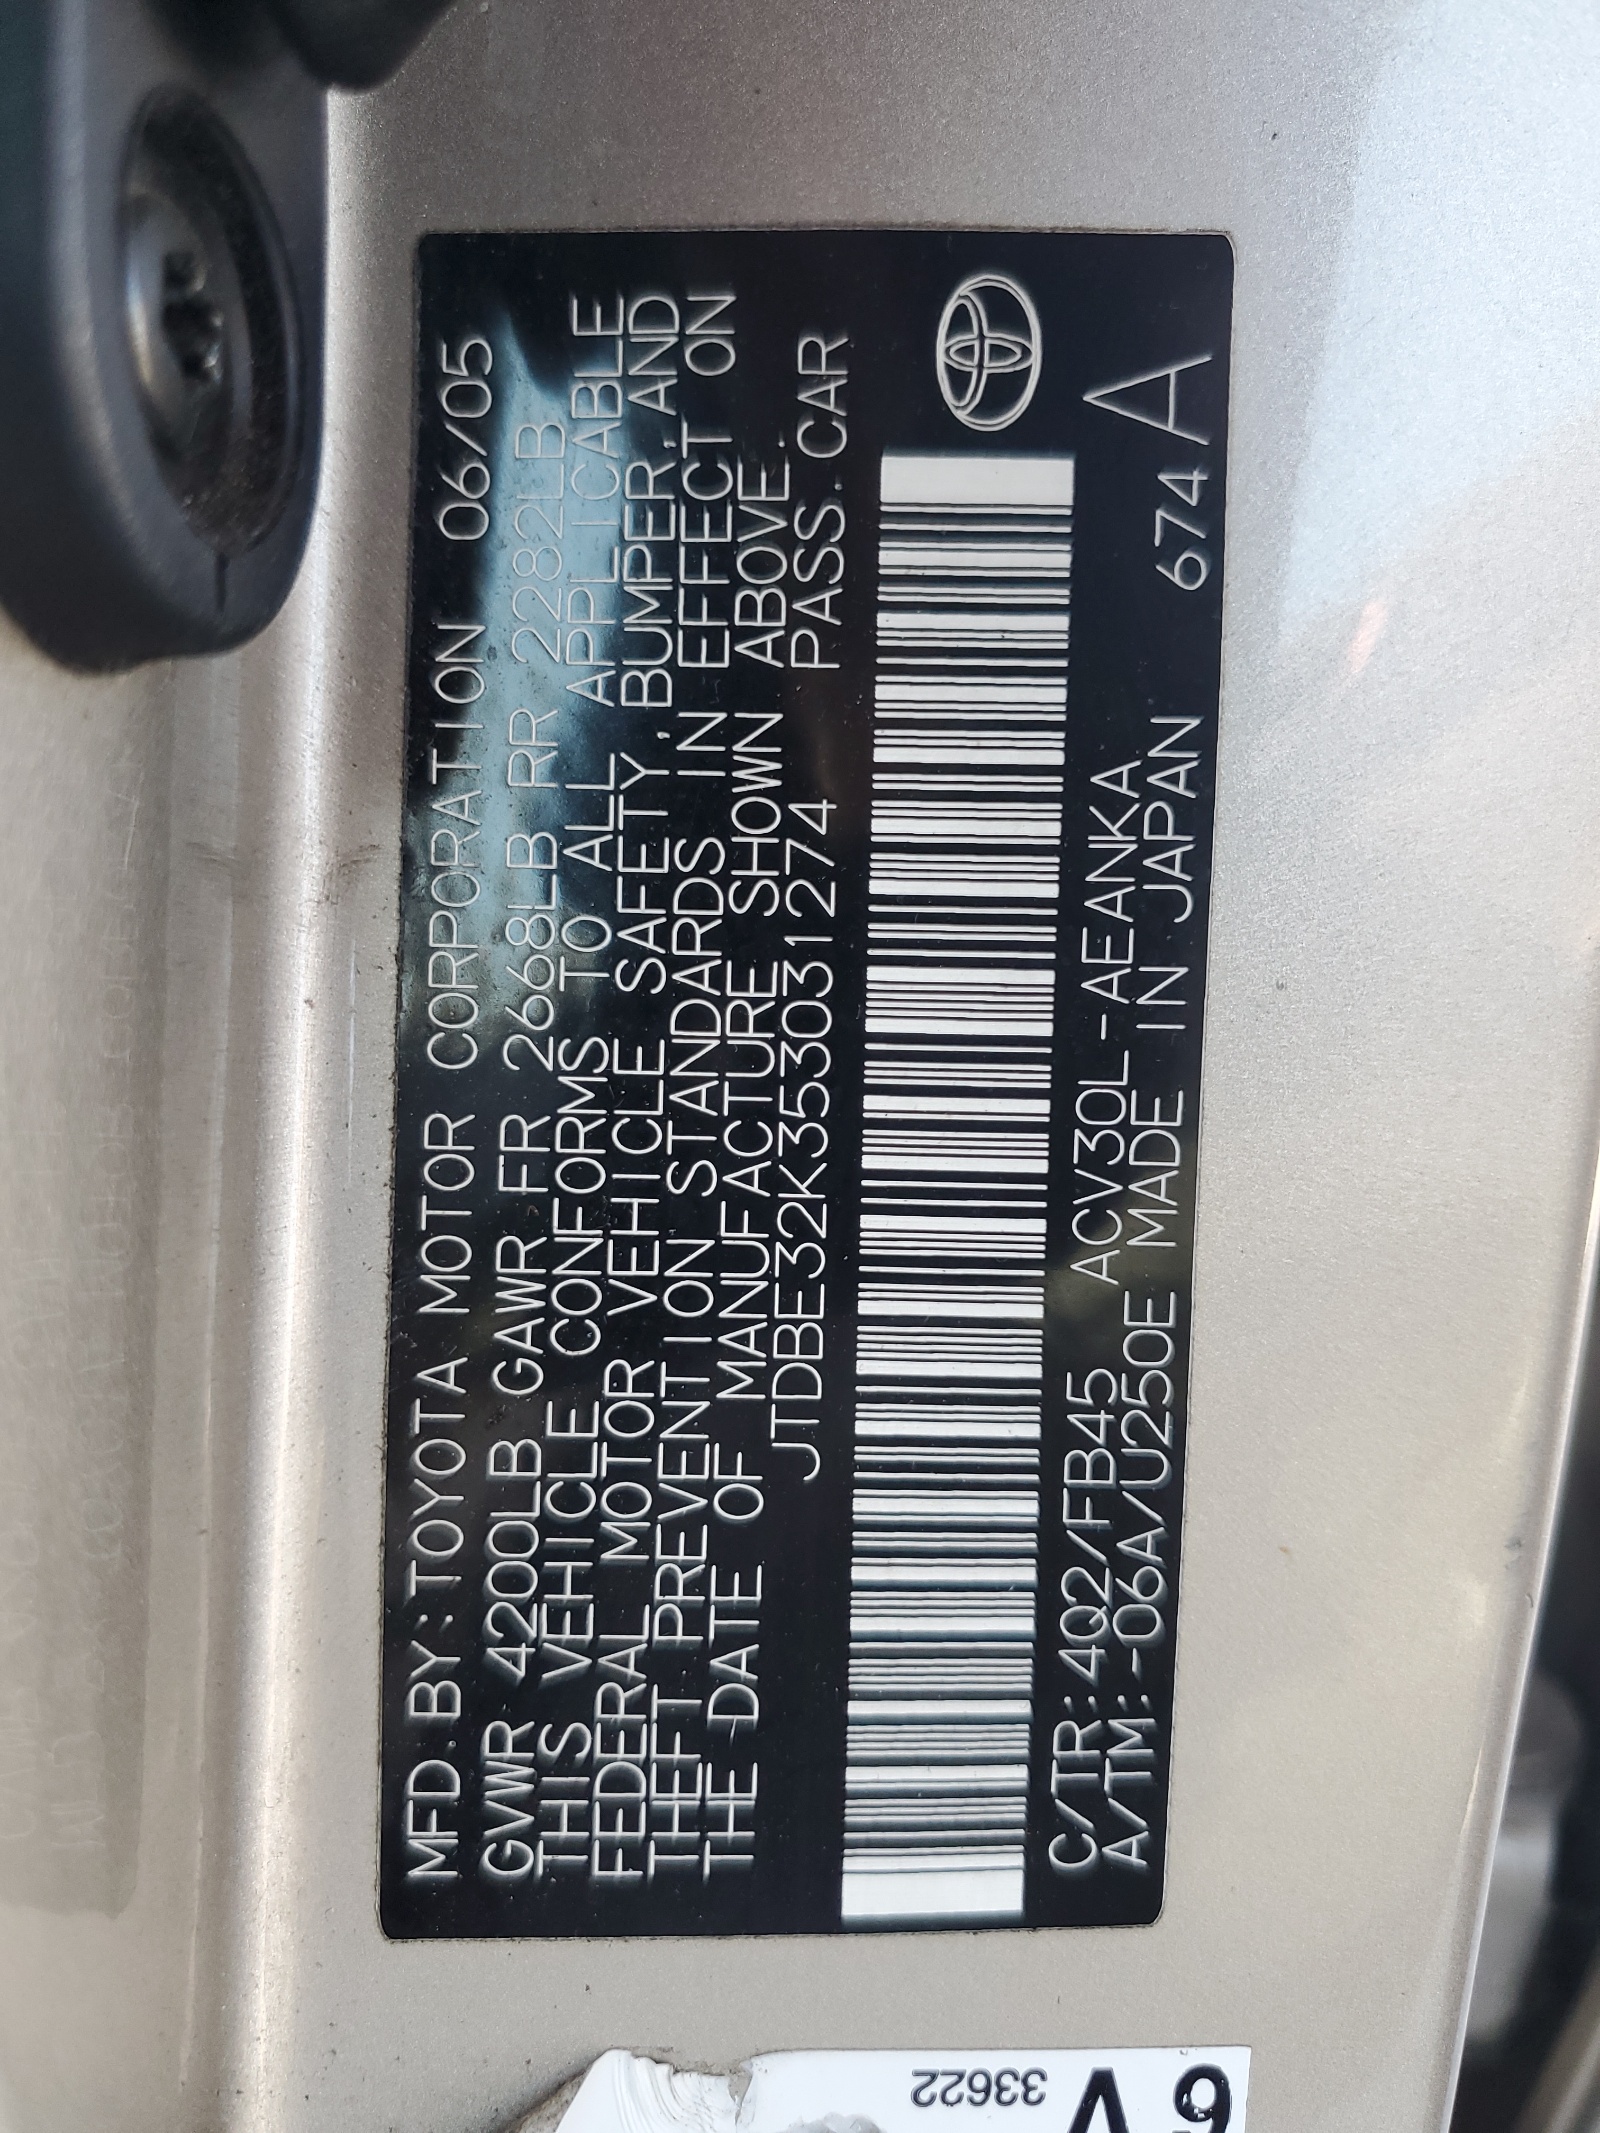 MFD.BY:TOYOTA MOTOR CORPORATION 06/05
GVWR 4200LB GAWR FR 2668LB RR 2282LB
THIS VEHICLE CONFORMS TO ALL APPLICABLE
FEDERAL MOTOR VEHICLE SAFETY, BUMPER, AND
THEFT PREVENTION STANDARDS IN EFFECT ON
THE DATE OF MANUFACTURE SHOWN ABOVE.
JTDBE32K353031274 PASS. CAR
C/TR:4Q2/FB45 ACV30L-AEANKA
A/TM:-06A/U250E MADE IN JAPAN 674 A
33622